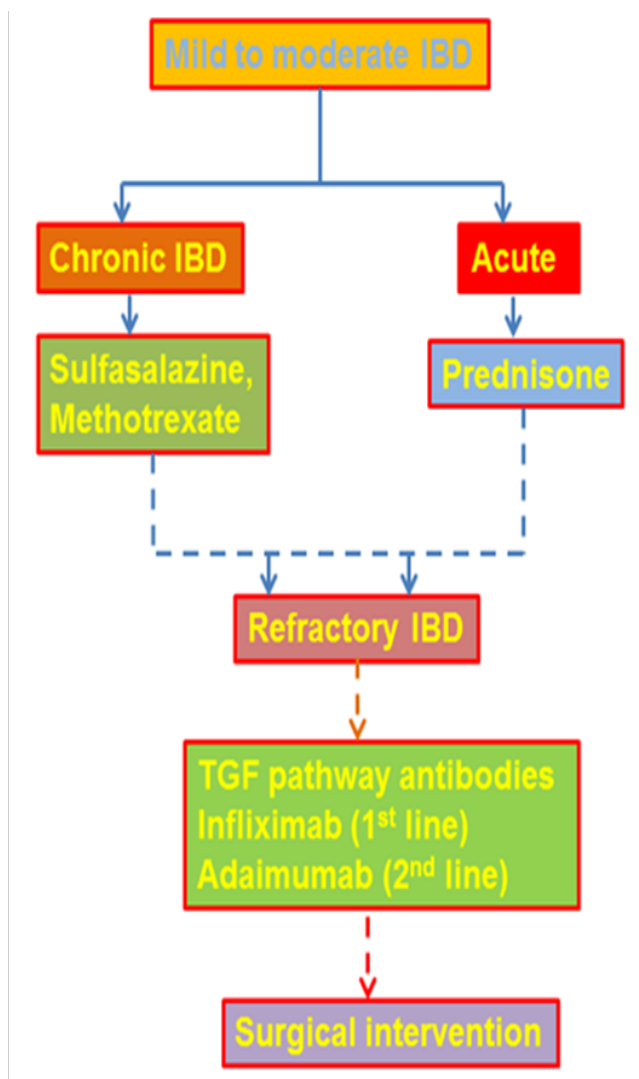 Mild to moderate IBD
Chronic IBD
Acute
Sulfasalazine,
Methotrexate
Prednisone
Refractory IBD
TGF pathway antibodies
Infliximab (1st line)
Adaimumab (2nd line)
Surgical intervention